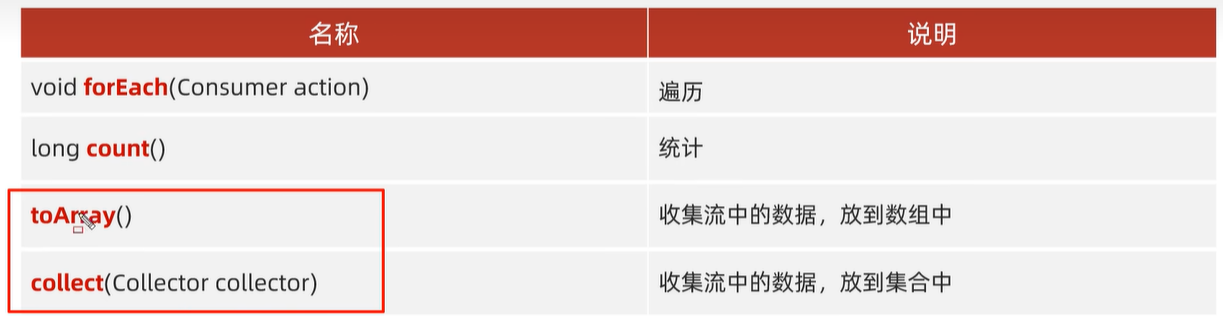 名称 说明
void forEach(Consumer action) 遍历
long count() 统计
toArray() 收集流中的数据，放到数组中
collect(Collector collector) 收集流中的数据，放到集合中